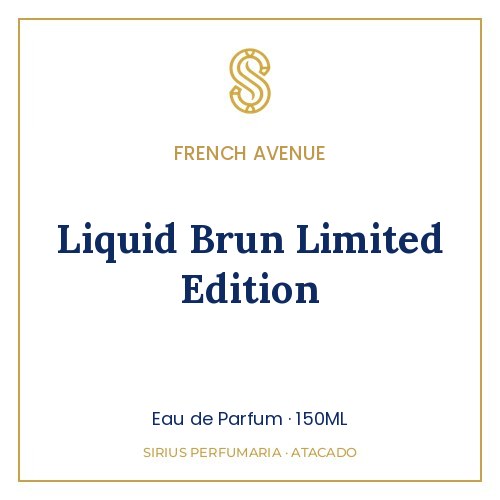 FRENCH AVENUE
Liquid Brun Limited
Edition
Eau de Parfum · 150ML
SIRIUS PERFUMARIA · ATACADO